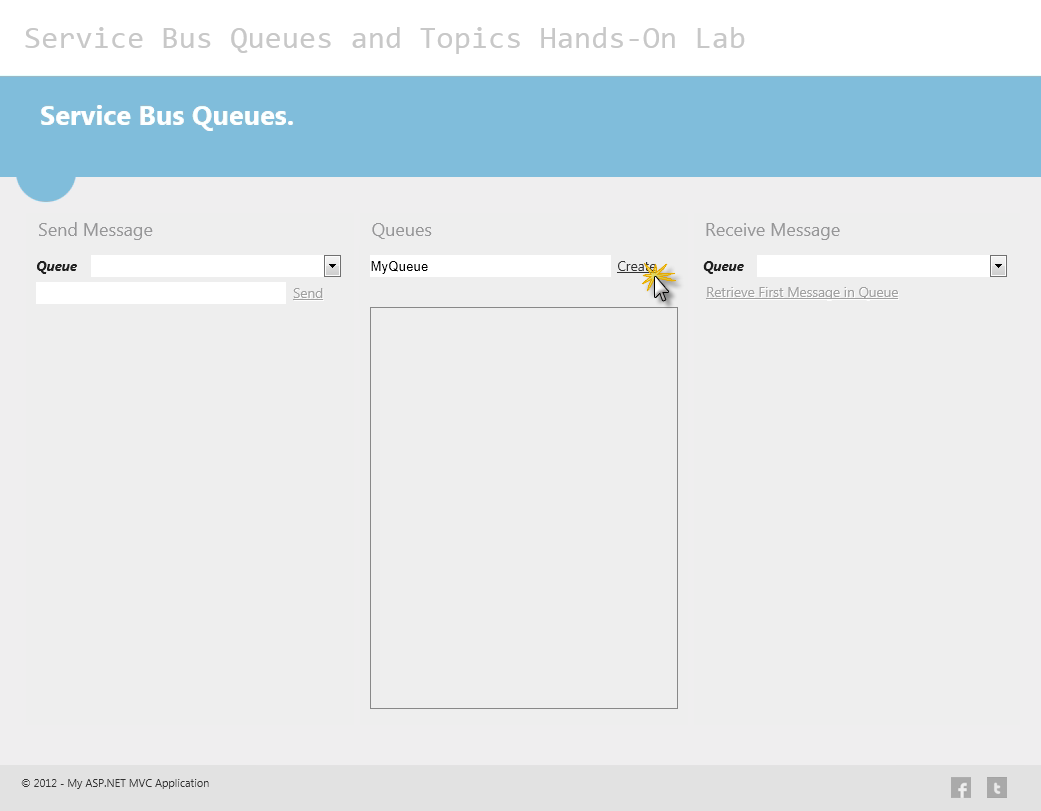 Service Bus Queues and Topics Hands-On Lab
Service Bus Queues.
Send Message
Queue
Send
Queues
MyQueue Create
Receive Message
Queue
Retrieve First Message in Queue
© 2012 - My ASP.NET MVC Application